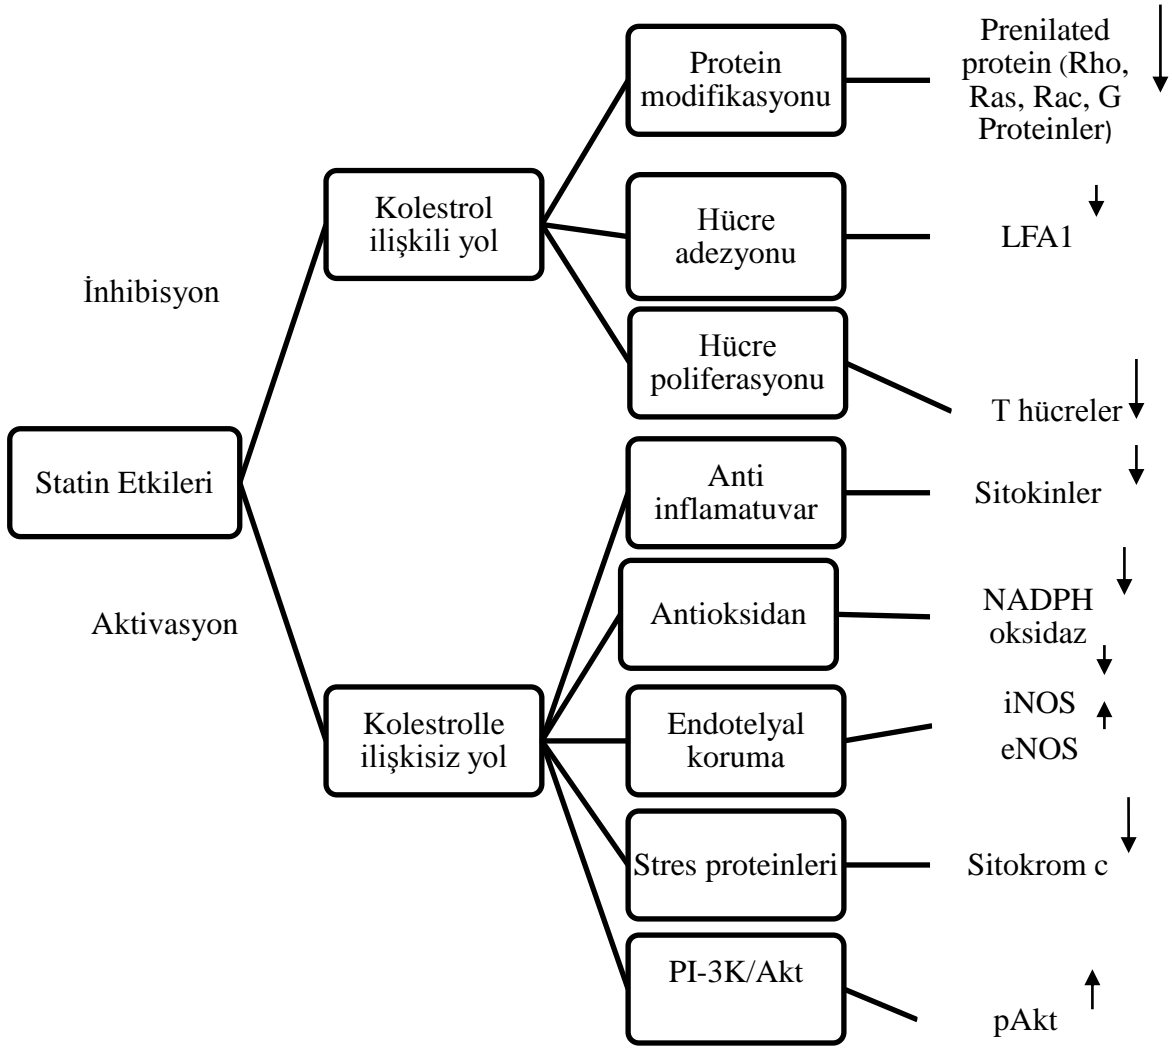 Statin Etkileri
İnhibisyon
Aktivasyon
Kolestrol
ilişkili yol
Kolestrolle
ilişkisiz yol
Protein
modifikasyonu
Prenilated
protein (Rho,
Ras, Rac, G
Proteinler)
Hücre
adezyonu
LFA1
Hücre
poliferasyonu
T hücreler
Anti
inflamatuvar
Sitokinler
Antioksidan
NADPH
oksidaz
Endotelyal
koruma
iNOS
eNOS
Stres proteinleri
Sitokrom c
PI-3K/Akt
pAkt